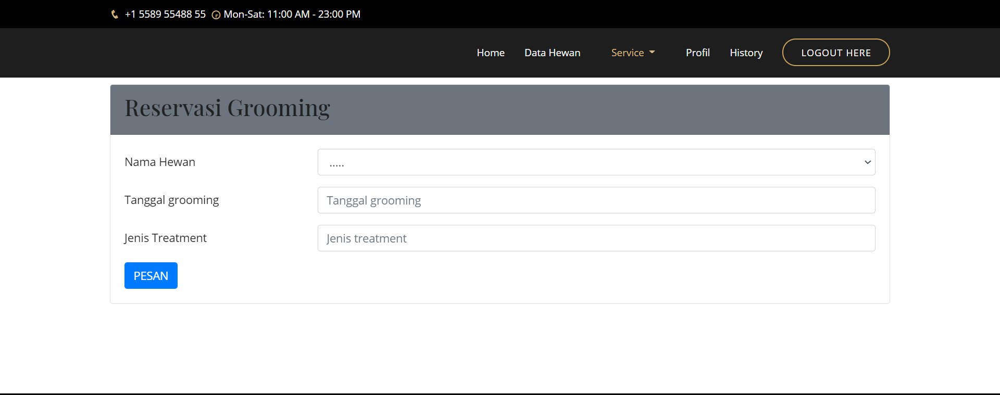 +1 5589 55488 55 Mon-Sat: 11:00 AM - 23:00 PM
Home Data Hewan Service Profil History LOGOUT HERE
Reservasi Grooming
Nama Hewan .....
Tanggal grooming Tanggal grooming
Jenis Treatment Jenis treatment
PESAN